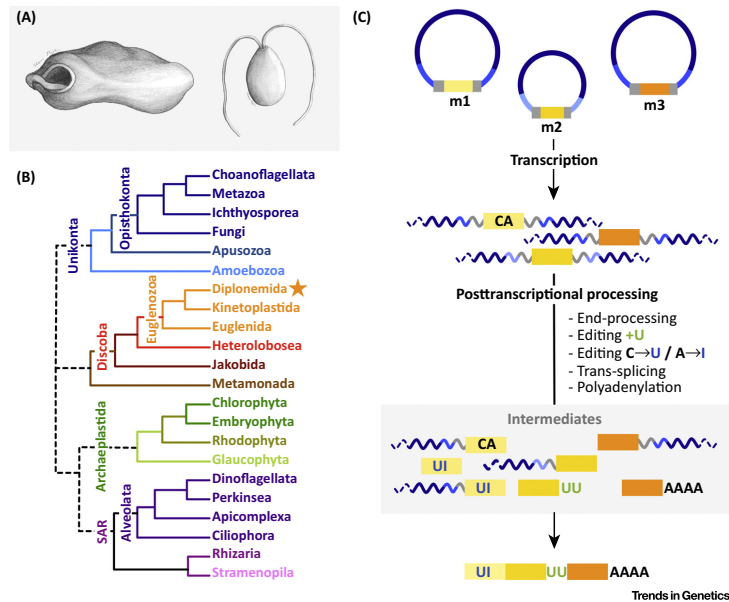 (A)
(B)
Choanoflagellata
Metazoa
Ichthyosporea
Fungi
Apusozoa
Amoebozoa
Diplonemida
Kinetoplastida
Euglenida
Heterolobosea
Jakobida
Metamonada
Chlorophyta
Embryophyta
Rhodophyta
Glaucophyta
Dinoflagellata
Perkinsea
Apicomplexa
Ciliophora
Rhizaria
Stramenopila
Unikonta
Opisthokonta
Discoba
Euglenozoa
Archaeplastida
SAR
Alveolata
(C)
m1
m2
m3
Transcription
CA
Posttranscriptional processing
- End-processing
- Editing +U
- Editing C→U / A→I
- Trans-splicing
- Polyadenylation
Intermediates
CA
UI
UI
UU
AAAA
UI
UU
AAAA
Trends in Genetics